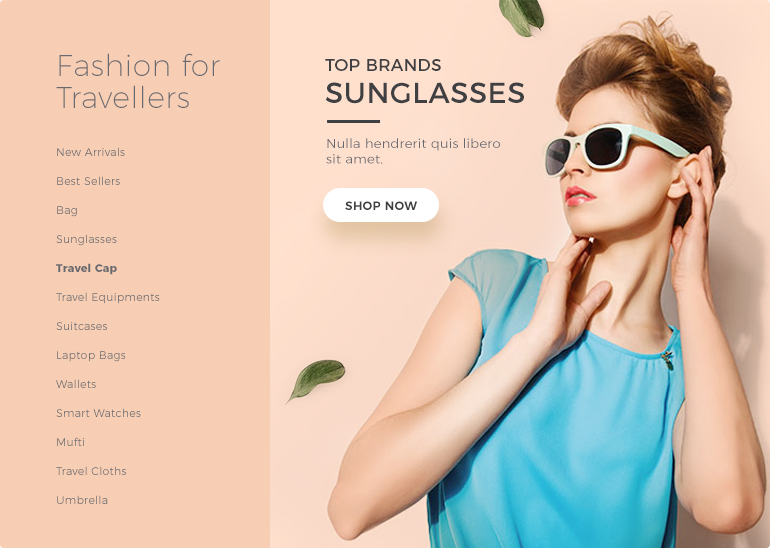 Fashion for
Travellers
New Arrivals
Best Sellers
Bag
Sunglasses
Travel Cap
Travel Equipments
Suitcases
Laptop Bags
Wallets
Smart Watches
Mufti
Travel Cloths
Umbrella
TOP BRANDS
SUNGLASSES
Nulla hendrerit quis libero
sit amet.
SHOP NOW